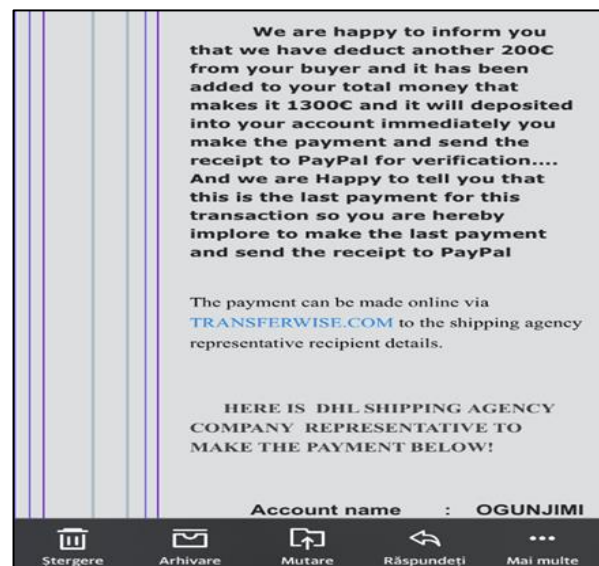 We are happy to inform you
that we have deduct another 200€
from your buyer and it has been
added to your total money that
makes it 1300€ and it will deposited
into your account immediately you
make the payment and send the
receipt to PayPal for verification....
And we are Happy to tell you that
this is the last payment for this
transaction so you are hereby
implore to make the last payment
and send the receipt to PayPal
The payment can be made online via
TRANSFERWISE.COM to the shipping agency
representative recipient details.
HERE IS DHL SHIPPING AGENCY
COMPANY REPRESENTATIVE TO
MAKE THE PAYMENT BELOW!
Account name : OGUNJIMI
Ștergere Arhivare Mutare Răspundeți Mai multe